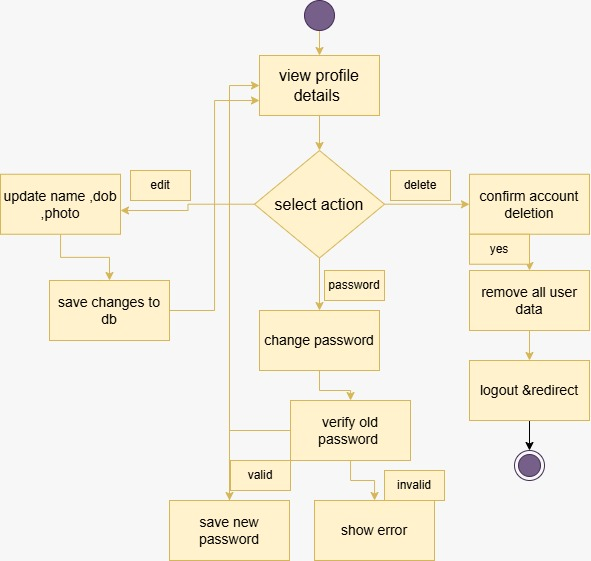 view profile
details
edit
delete
update name ,dob
,photo
select action
confirm account
deletion
yes
password
save changes to
db
remove all user
data
change password
logout &redirect
verify old
password
valid
invalid
save new
password
show error